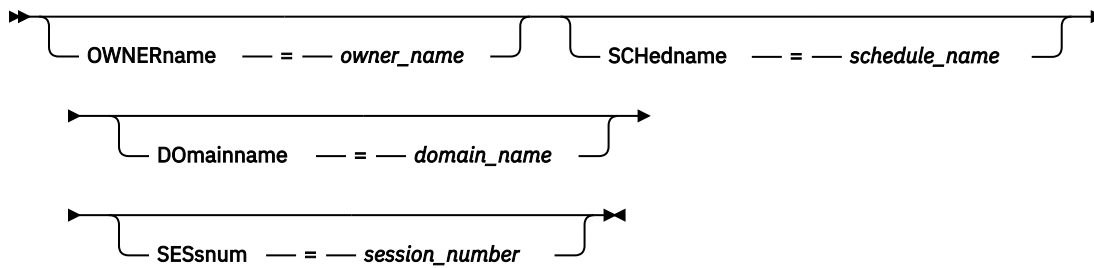 OWNERname = owner_name SCHedname = schedule_name
DOmainname = domain_name
SESsnum = session_number